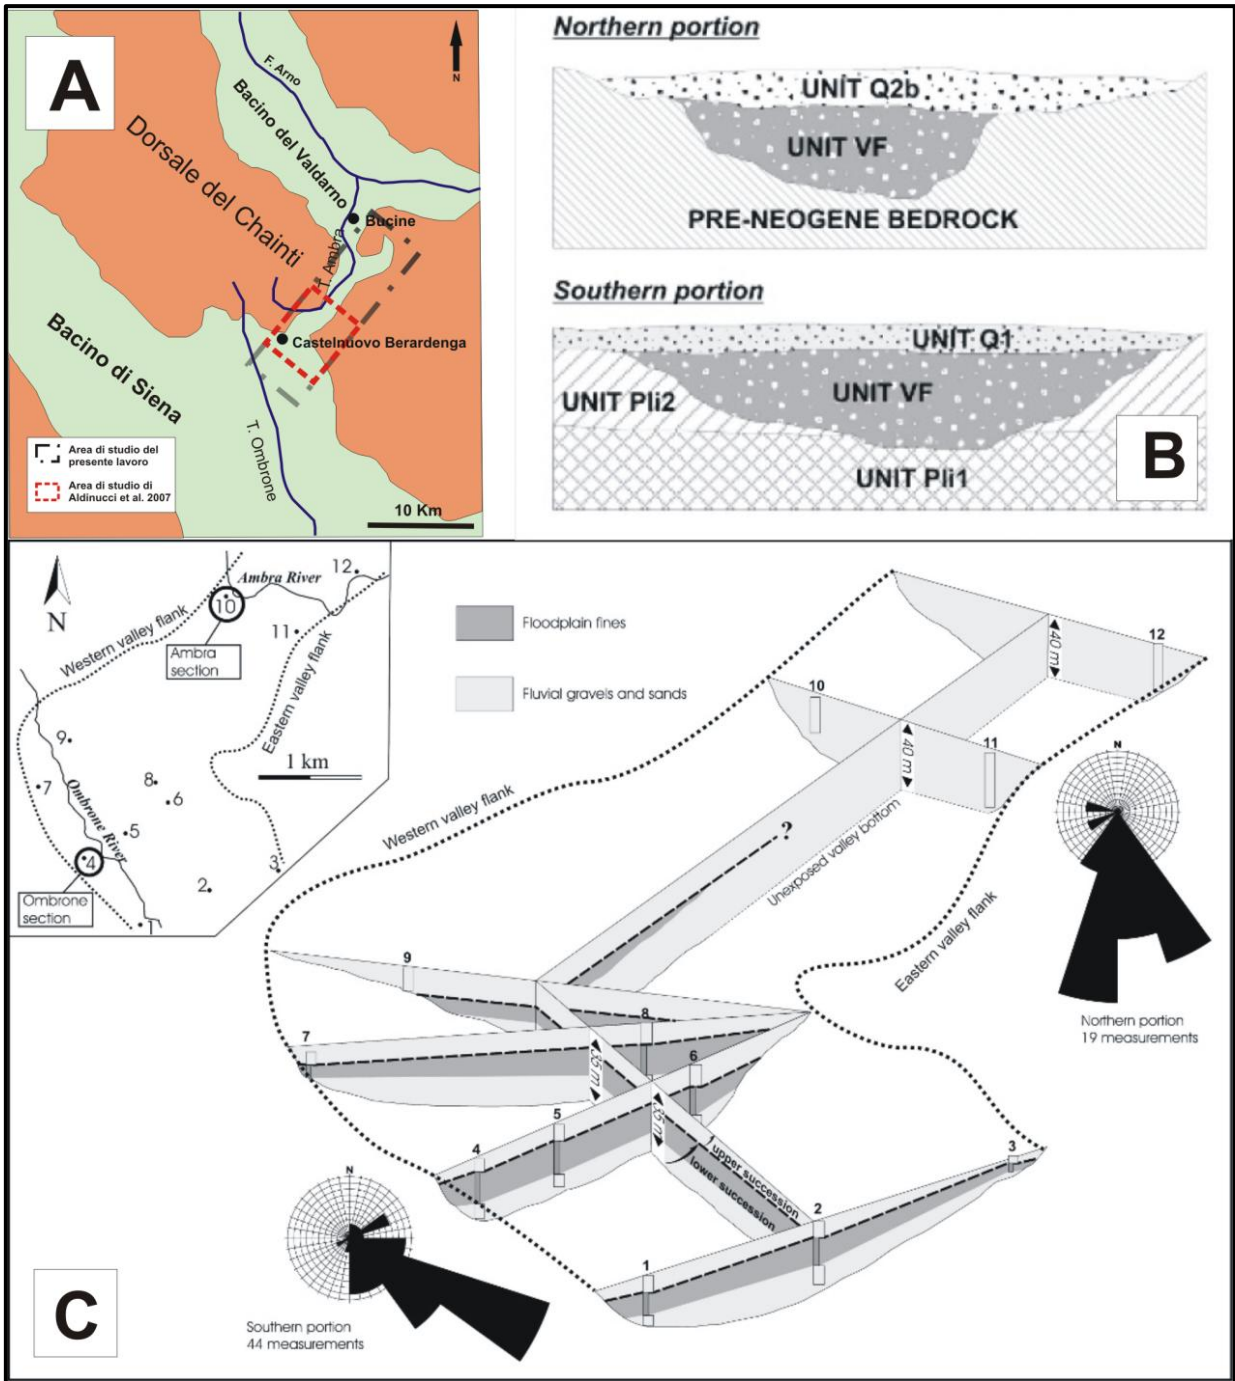 A
N
F. Arno
Bacino del Valdarno
Dorsale del Chainti
Bucine
T. Ambra
Castelnuovo Berardenga
Bacino di Siena
T. Ombrone
Area di studio del
presente lavoro
Area di studio di
Aldinucci et al. 2007
10 Km
Northern portion
UNIT Q2b
UNIT VF
PRE-NEOGENE BEDROCK
Southern portion
UNIT Q1
UNIT VF
UNIT Pli2
UNIT Pli1
B
N
Ambra River
12
10
Ambra
section
11
Western valley flank
Eastern valley flank
1 km
9
7
8
6
5
Ombrone River
4
3
2
1
Ombrone
section
Floodplain fines
Fluvial gravels and sands
12
40 m
10
11
40 m
Western valley flank
?
Unexposed valley bottom
Eastern valley flank
N
Northern portion
19 measurements
9
7
8
35 m
6
5
4
35 m
upper succession
lower succession
3
2
1
N
Southern portion
44 measurements
C